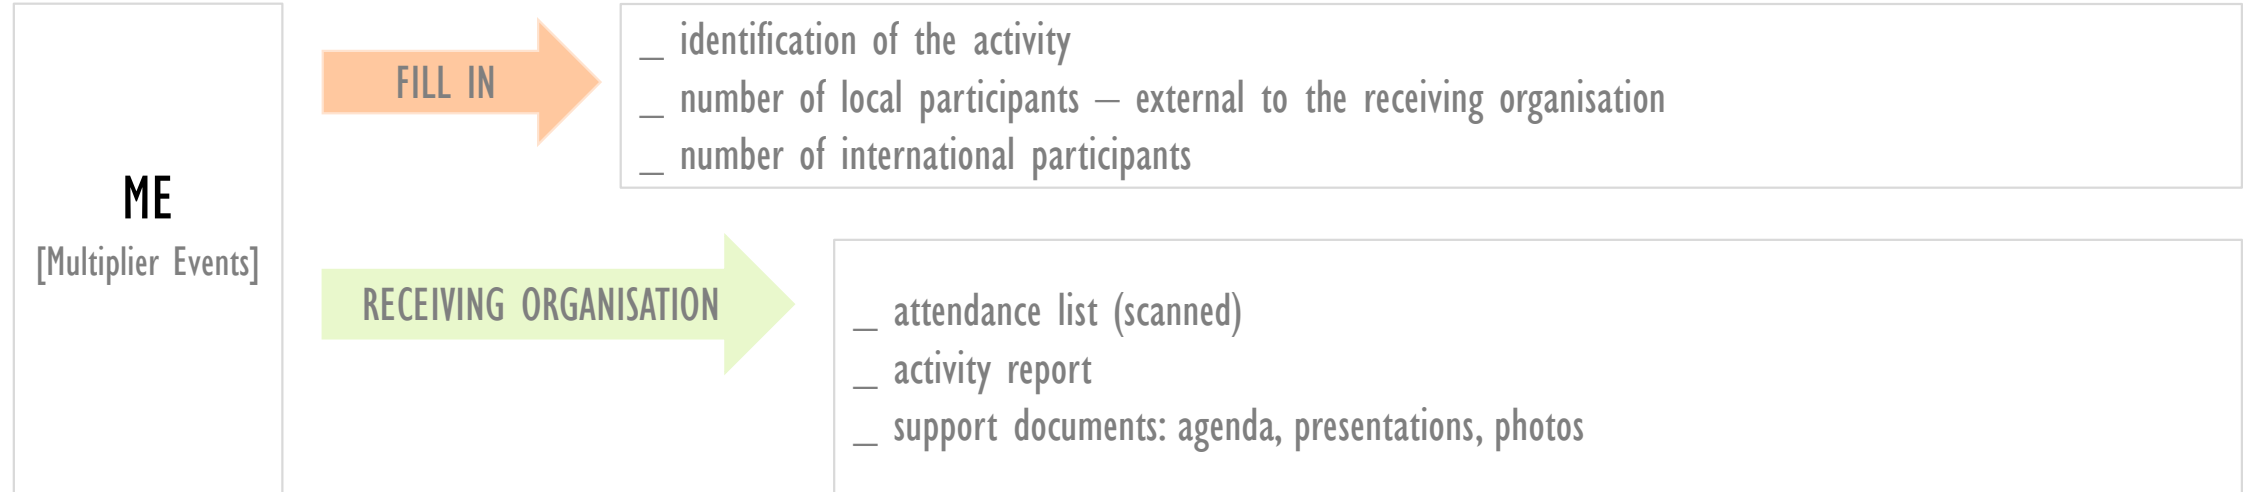 ME
[Multiplier Events]
FILL IN
_ identification of the activity
_ number of local participants – external to the receiving organisation
_ number of international participants
RECEIVING ORGANISATION
_ attendance list (scanned)
_ activity report
_ support documents: agenda, presentations, photos